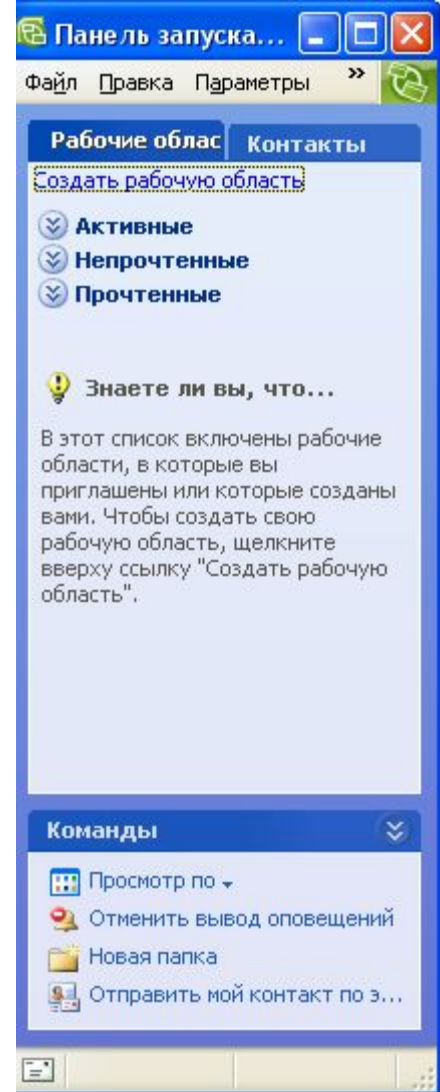 Панель запуска...
Файл Правка Параметры »
Рабочие облас Контакты
Создать рабочую область
Активные
Непрочтенные
Прочтенные
Знаете ли вы, что...
В этот список включены рабочие
области, в которые вы
приглашены или которые созданы
вами. Чтобы создать свою
рабочую область, щелкните
вверху ссылку "Создать рабочую
область".
Команды
Просмотр по
Отменить вывод оповещений
Новая папка
Отправить мой контакт по э...